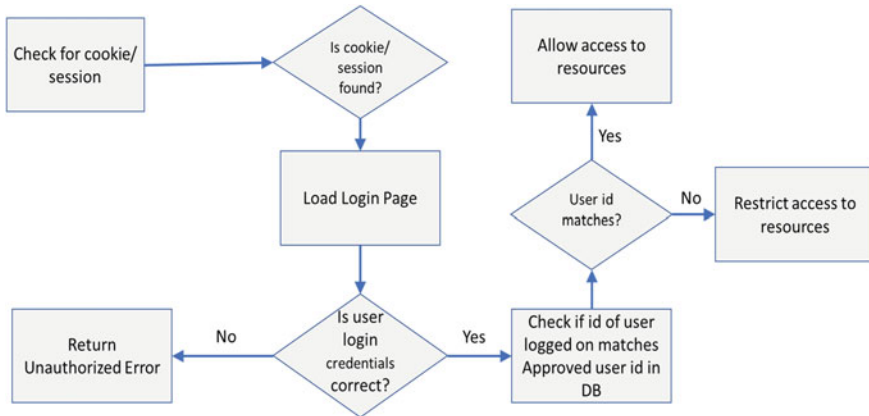 Check for cookie/
session
Is cookie/
session
found?
Load Login Page
Is user
login
credentials
correct?
No
Return
Unauthorized Error
Yes
Check if id of user
logged on matches
Approved user id in
DB
User id
matches?
Yes
Allow access to
resources
No
Restrict access to
resources